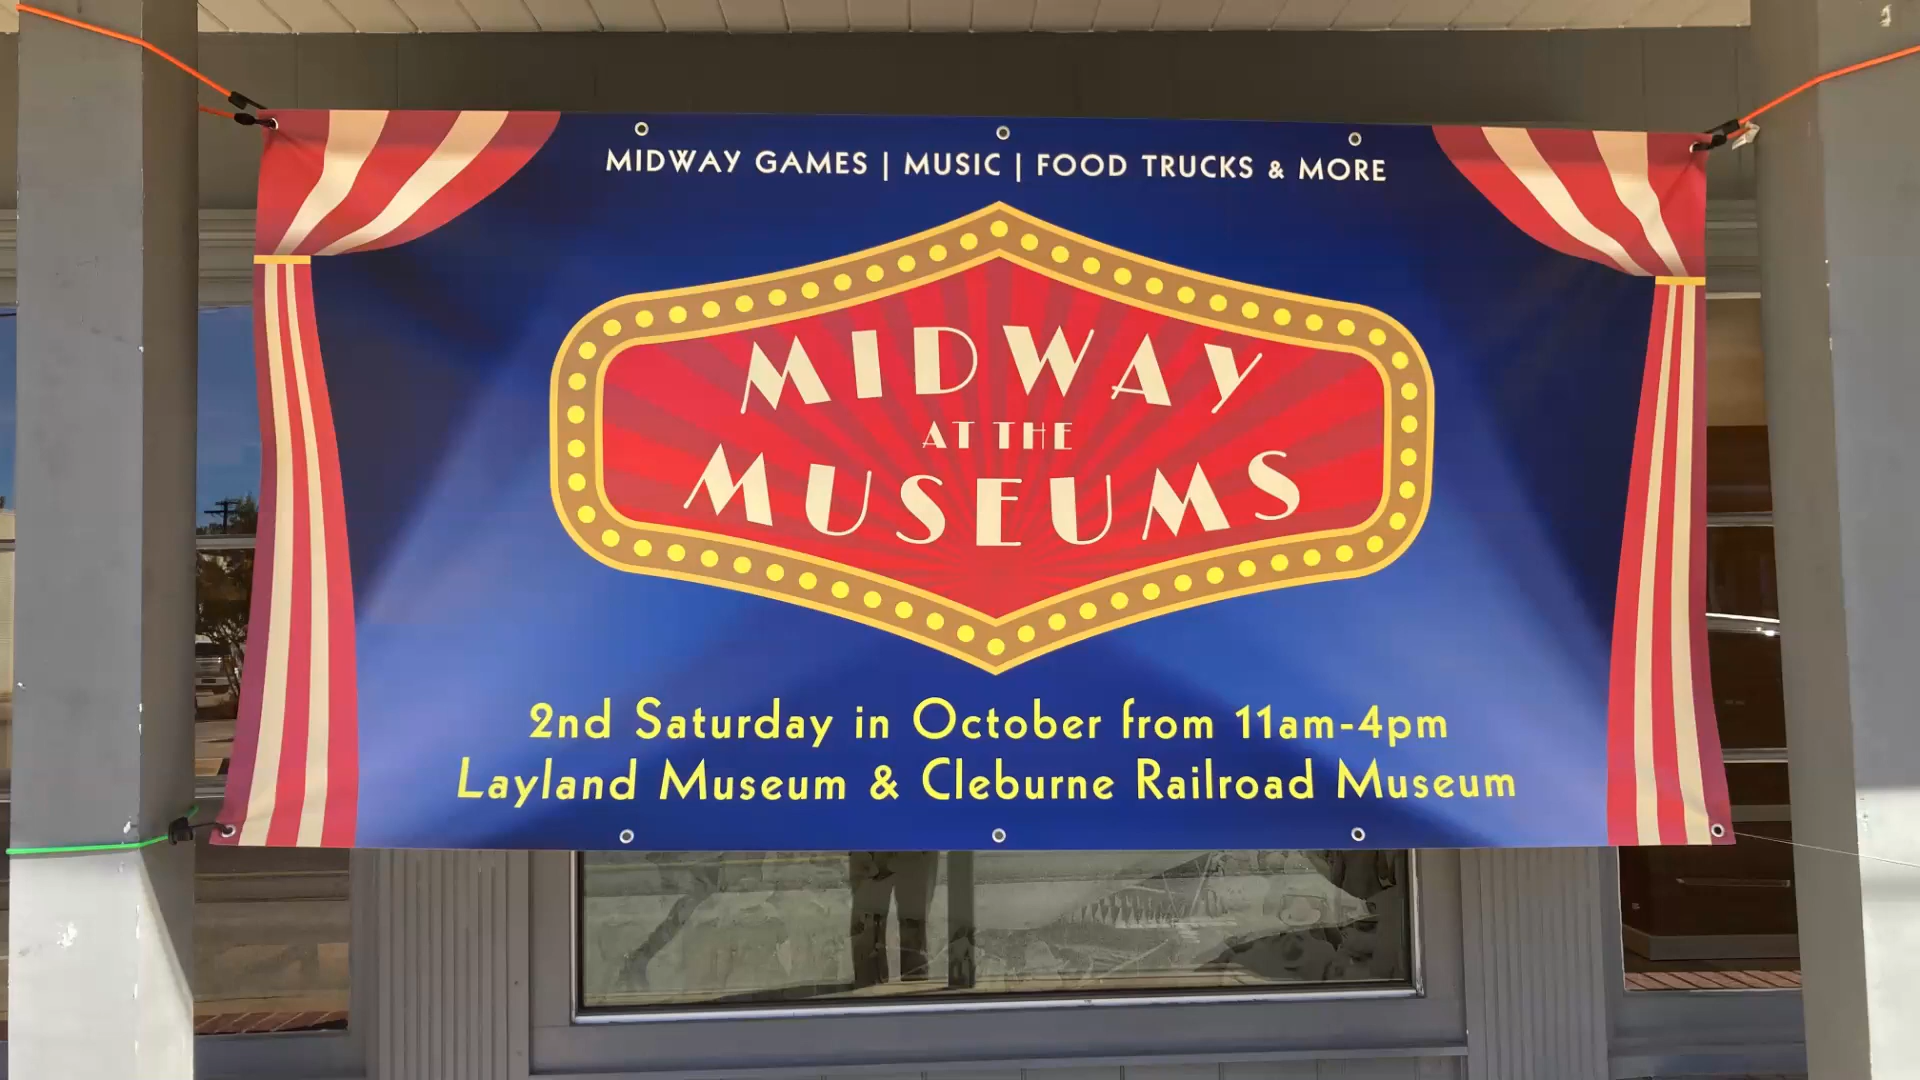 MIDWAY GAMES | MUSIC | FOOD TRUCKS & MORE
MIDWAY
AT THE
MUSEUMS
2nd Saturday in October from 11am-4pm
Layland Museum & Cleburne Railroad Museum